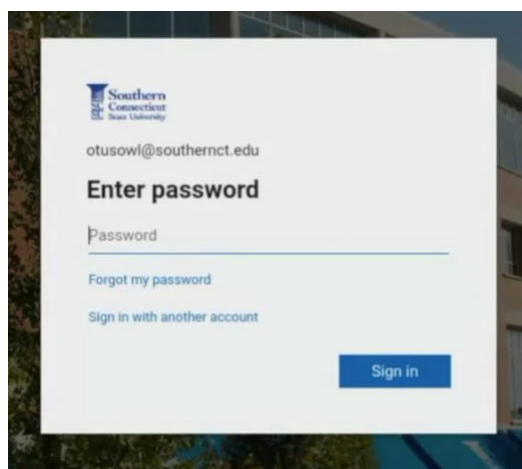 Southern
Connecticut
State University
otusowl@southernct.edu
Enter password
Password
Forgot my password
Sign in with another account
Sign in